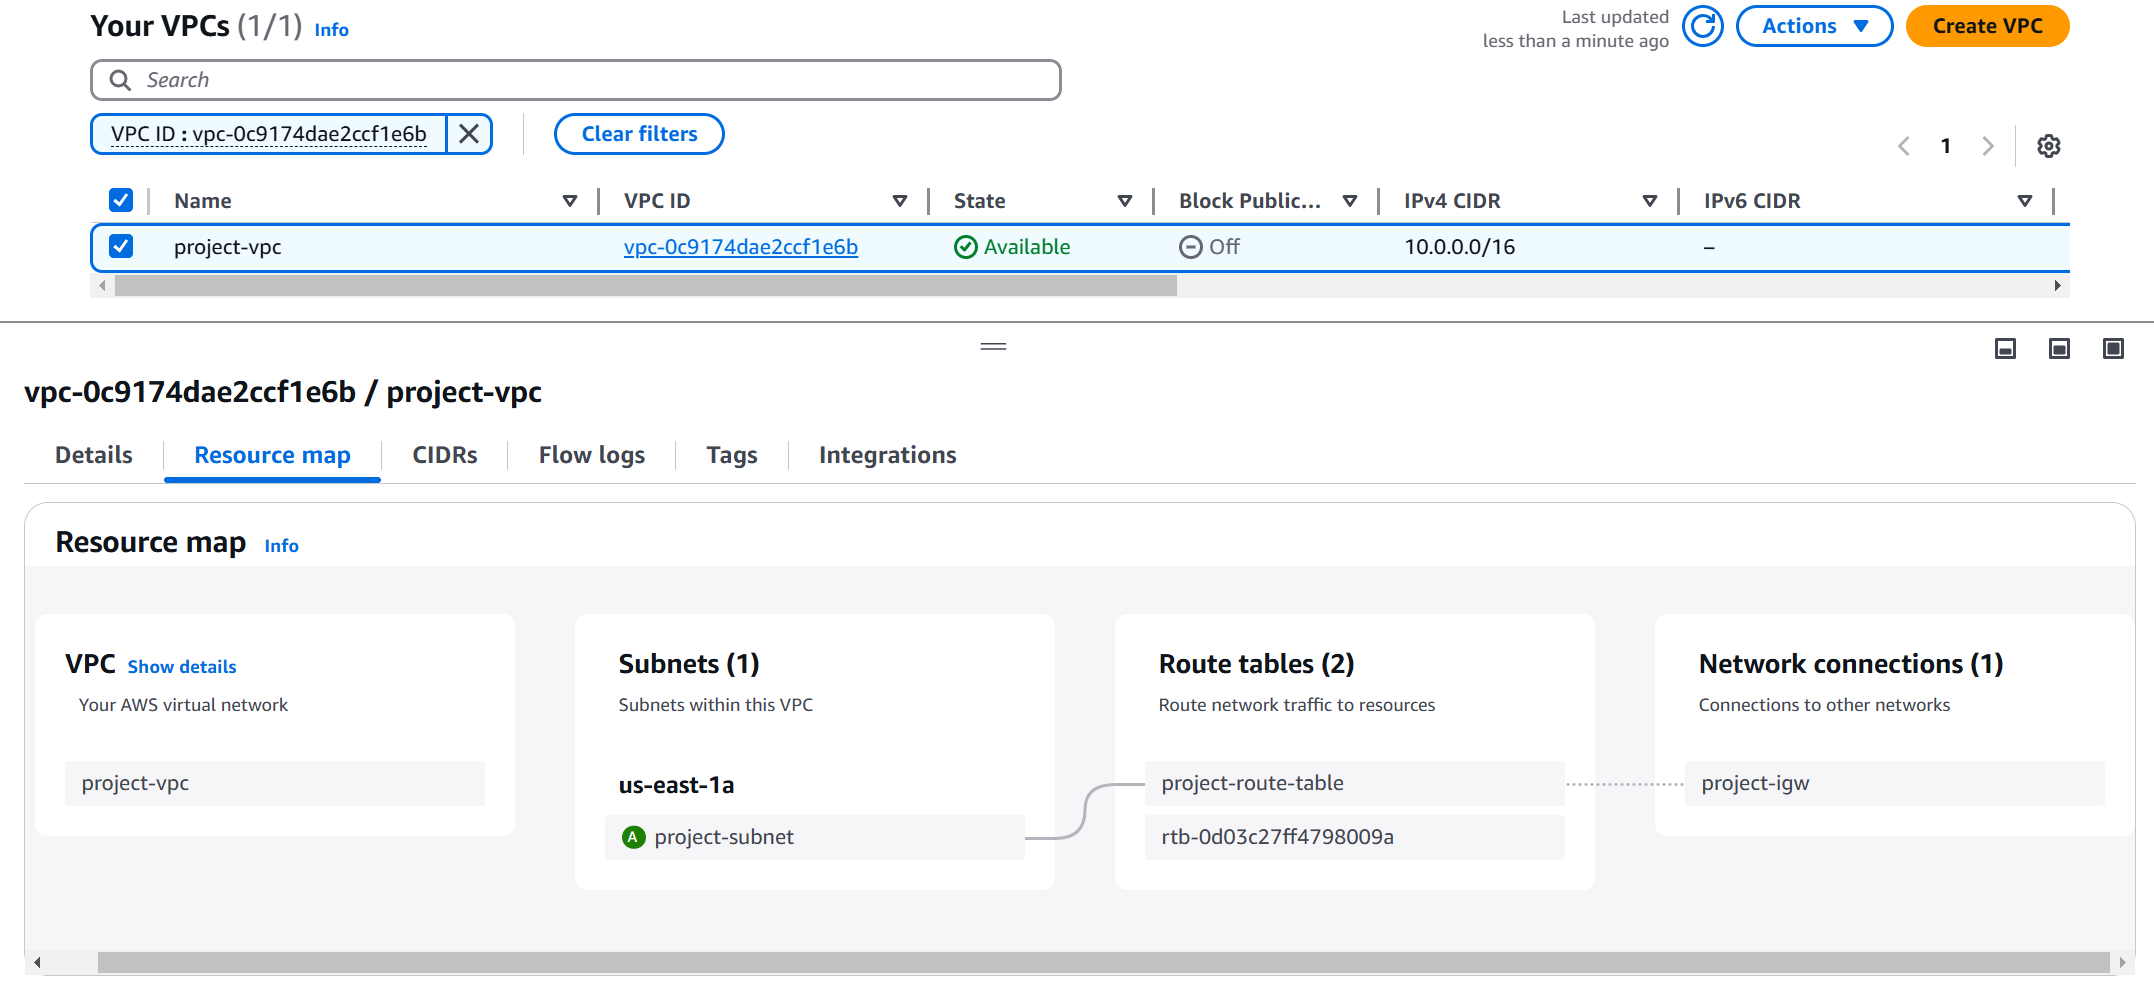 Your VPCs (1/1) Info
Last updated
less than a minute ago
Actions
Create VPC
Search
VPC ID : vpc-0c9174dae2ccf1e6b
Clear filters
1
Name VPC ID State Block Public... IPv4 CIDR IPv6 CIDR
project-vpc vpc-0c9174dae2ccf1e6b Available Off 10.0.0.0/16 –
vpc-0c9174dae2ccf1e6b / project-vpc
Details Resource map CIDRs Flow logs Tags Integrations
Resource map Info
VPC Show details
Your AWS virtual network
project-vpc
Subnets (1)
Subnets within this VPC
us-east-1a
A project-subnet
Route tables (2)
Route network traffic to resources
project-route-table
rtb-0d03c27ff4798009a
Network connections (1)
Connections to other networks
project-igw